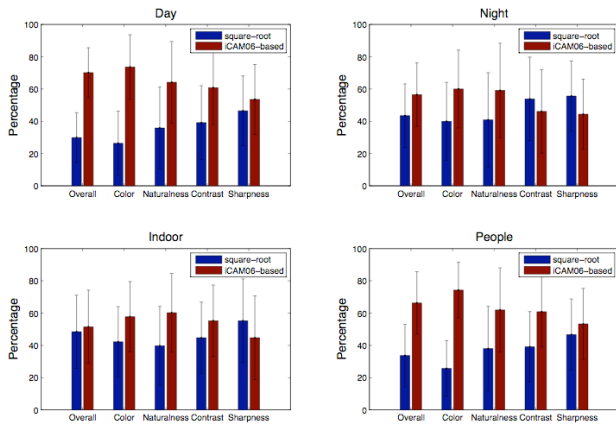 Day
square-root
iCAM06-based
Percentage
100
80
60
40
20
0
Overall Color Naturalness Contrast Sharpness
Night
square-root
iCAM06-based
Percentage
100
80
60
40
20
0
Overall Color Naturalness Contrast Sharpness
Indoor
square-root
iCAM06-based
Percentage
100
80
60
40
20
0
Overall Color Naturalness Contrast Sharpness
People
square-root
iCAM06-based
Percentage
100
80
60
40
20
0
Overall Color Naturalness Contrast Sharpness